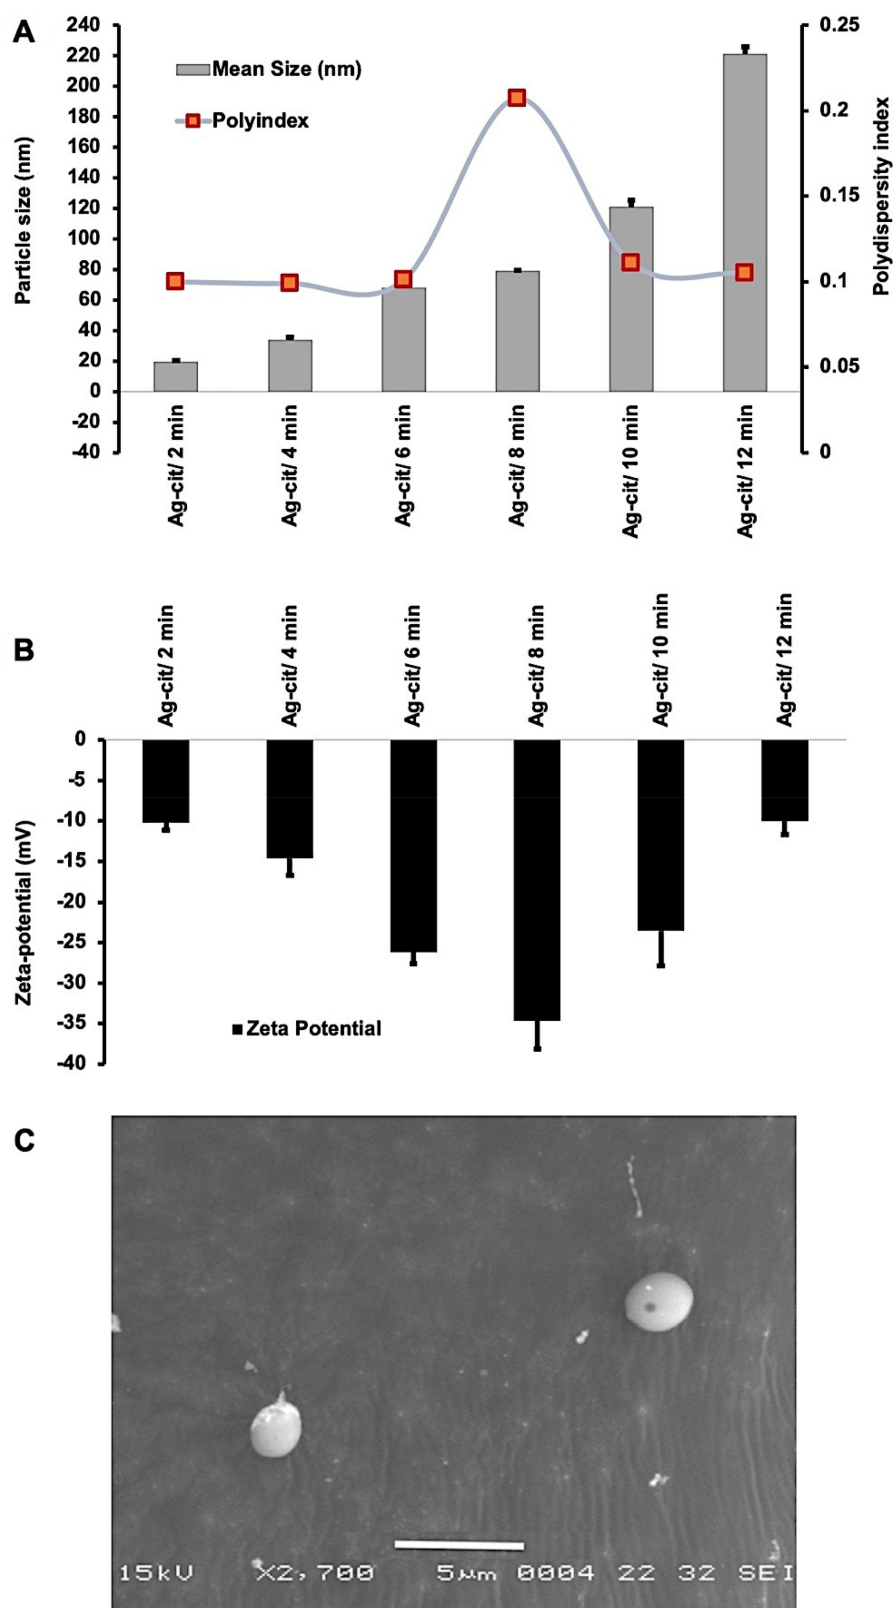 A
240
220
200
180
160
140
120
100
80
60
40
20
0
-20
-40
Particle size (nm)
Mean Size (nm)
Polyindex
0.25
0.2
0.15
0.1
0.05
0
Polydispersity index
Ag-cit/ 2 min
Ag-cit/ 4 min
Ag-cit/ 6 min
Ag-cit/ 8 min
Ag-cit/ 10 min
Ag-cit/ 12 min
B
Ag-cit/ 2 min
Ag-cit/ 4 min
Ag-cit/ 6 min
Ag-cit/ 8 min
Ag-cit/ 10 min
Ag-cit/ 12 min
0
-5
-10
-15
-20
-25
-30
-35
-40
Zeta-potential (mV)
Zeta Potential
C
15kV X2,700 5µm 0004 22 32 SEI